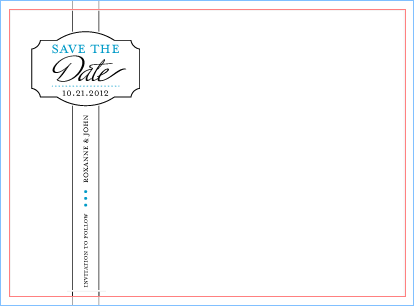 SAVE THE
Date
10.21.2012
ROXANNE & JOHN
INVITATION TO FOLLOW